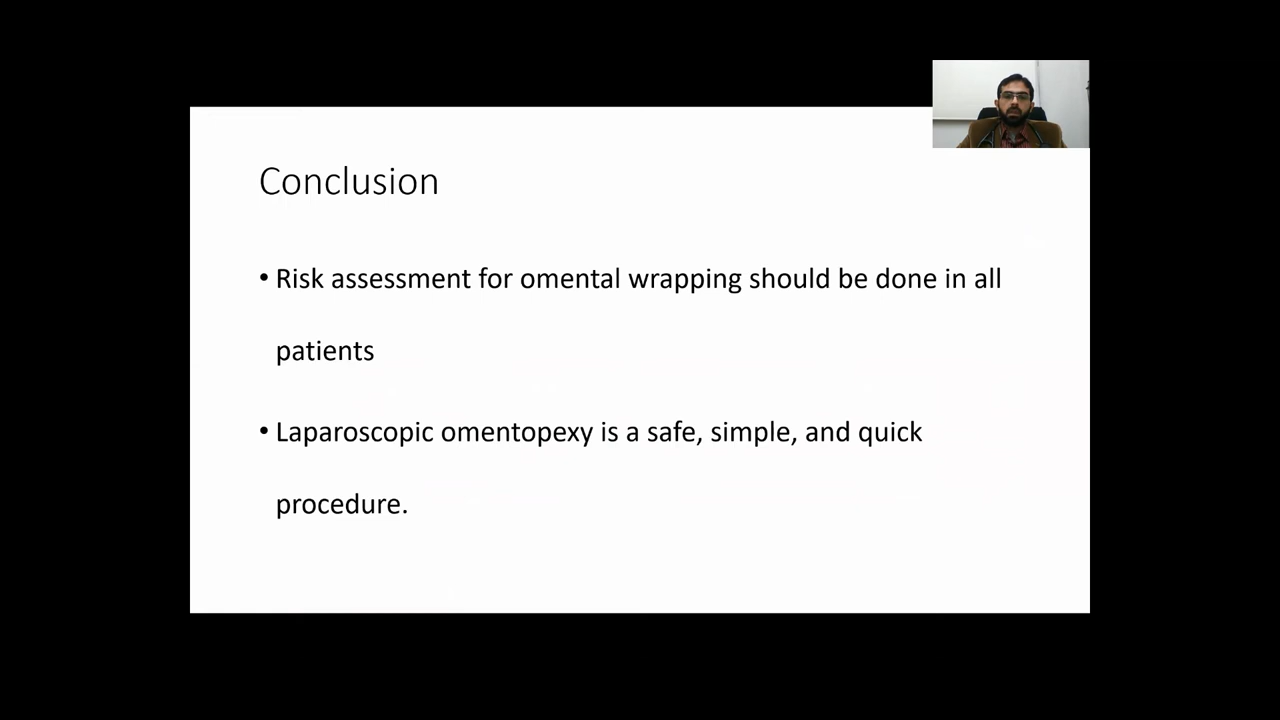 Conclusion
• Risk assessment for omental wrapping should be done in all
patients
• Laparoscopic omentopexy is a safe, simple, and quick
procedure.